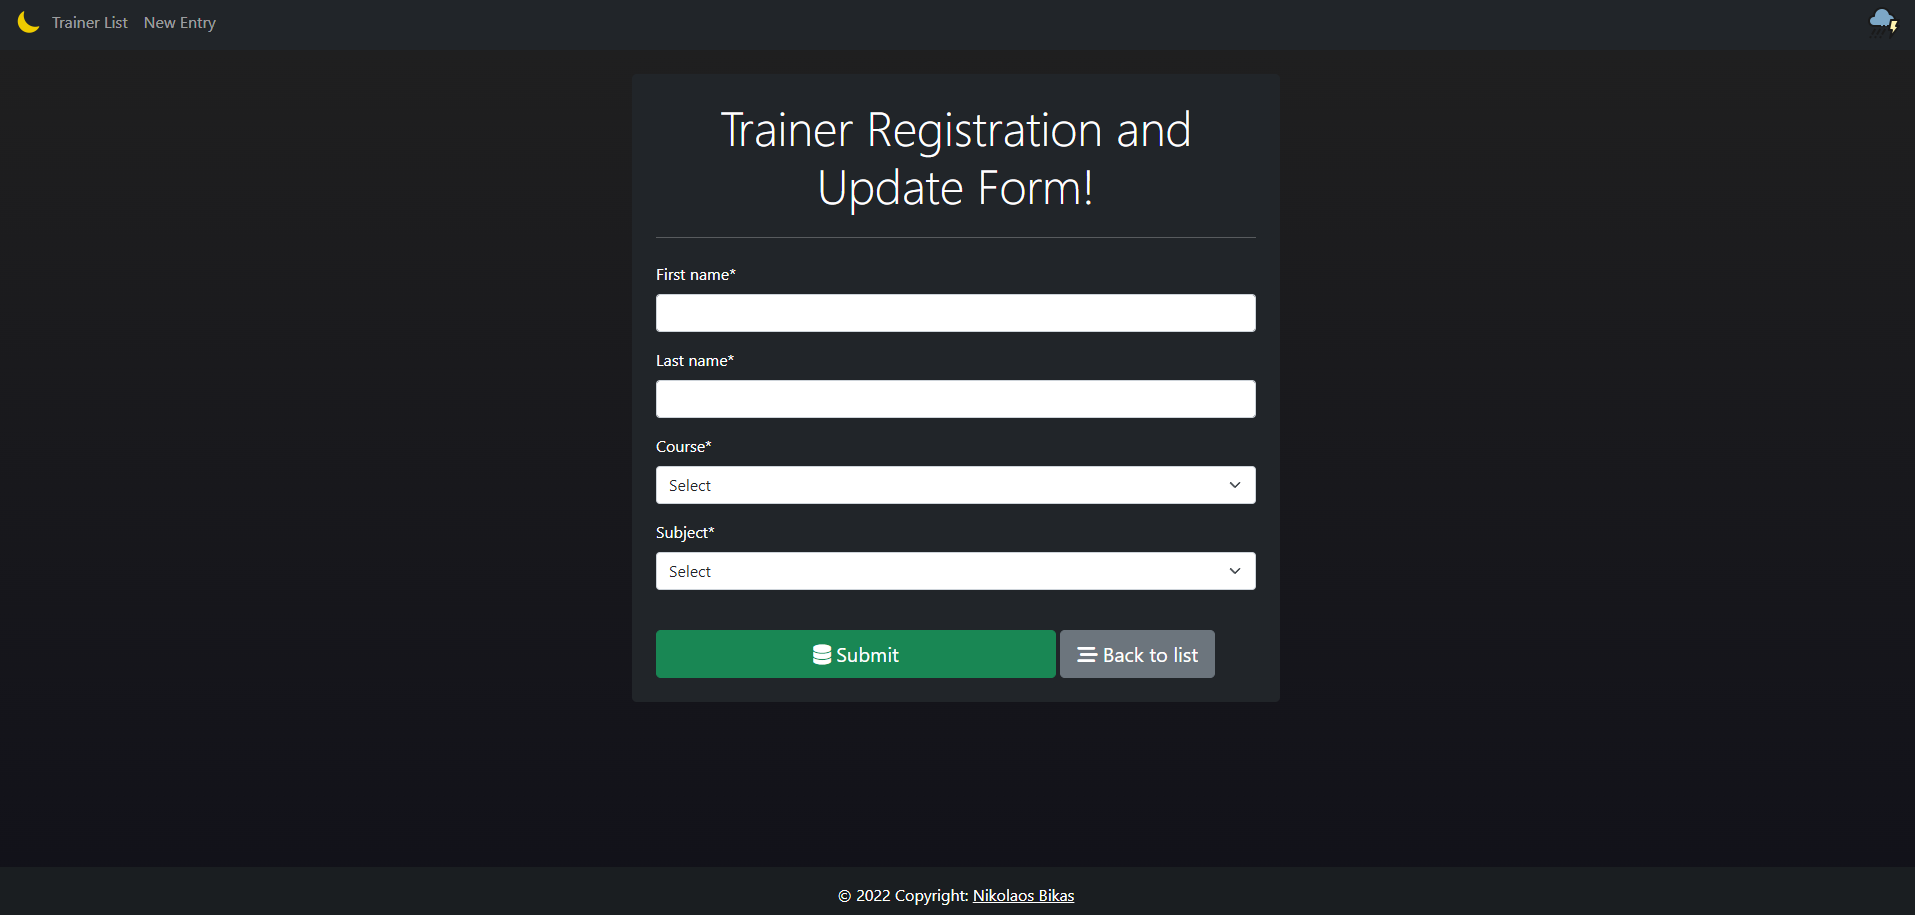 Trainer List New Entry
Trainer Registration and
Update Form!
First name*
Last name*
Course*
Select
Subject*
Select
Submit Back to list
© 2022 Copyright: Nikolaos Bikas